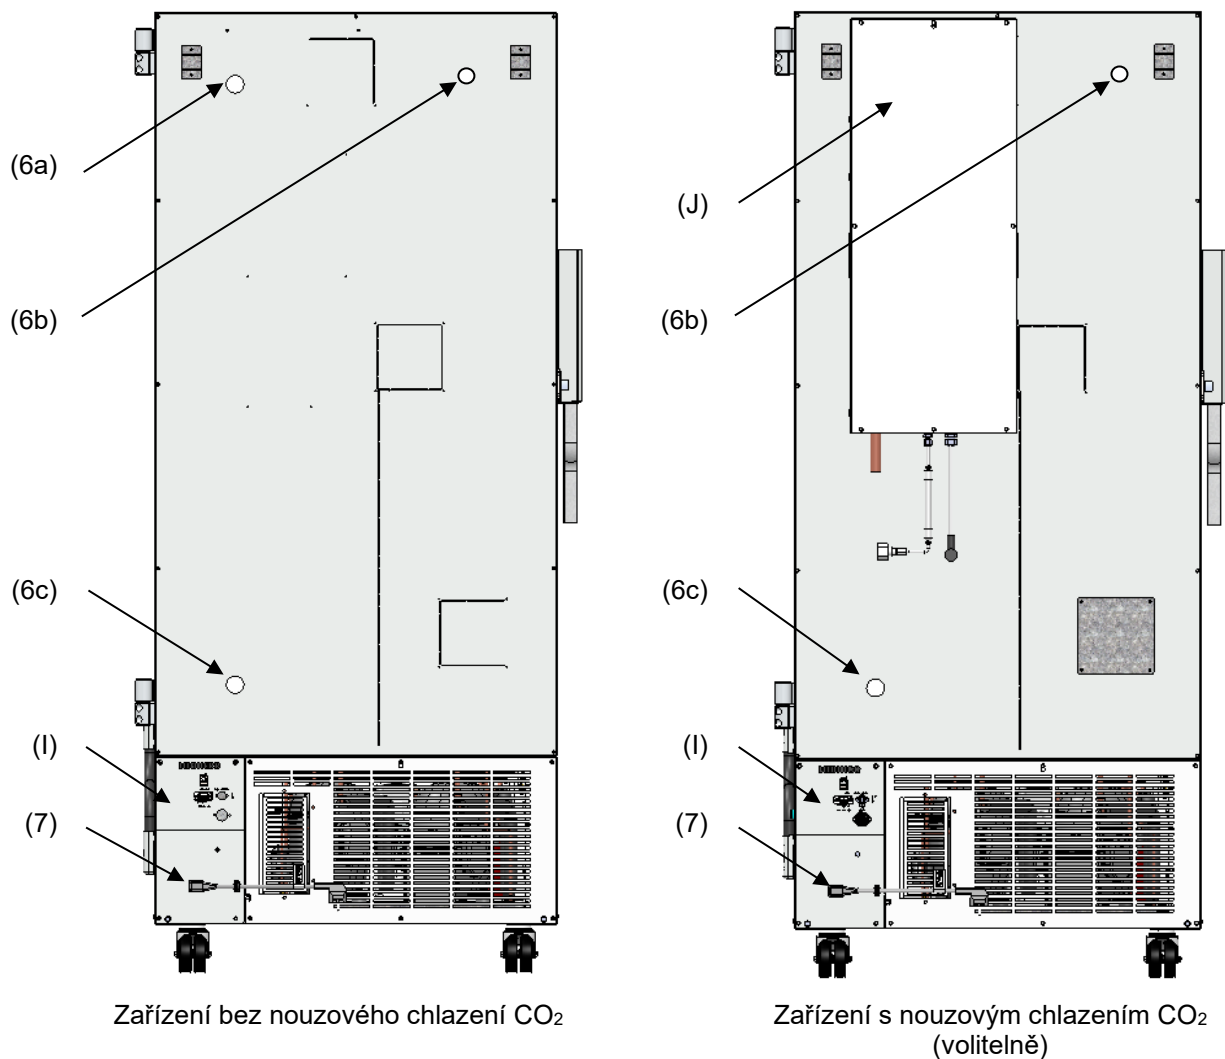 (6a)
(6b)
(6c)
(I)
(7)
Zařízení bez nouzového chlazení CO₂
(J)
(6b)
(6c)
(I)
(7)
Zařízení s nouzovým chlazením CO₂
(volitelně)